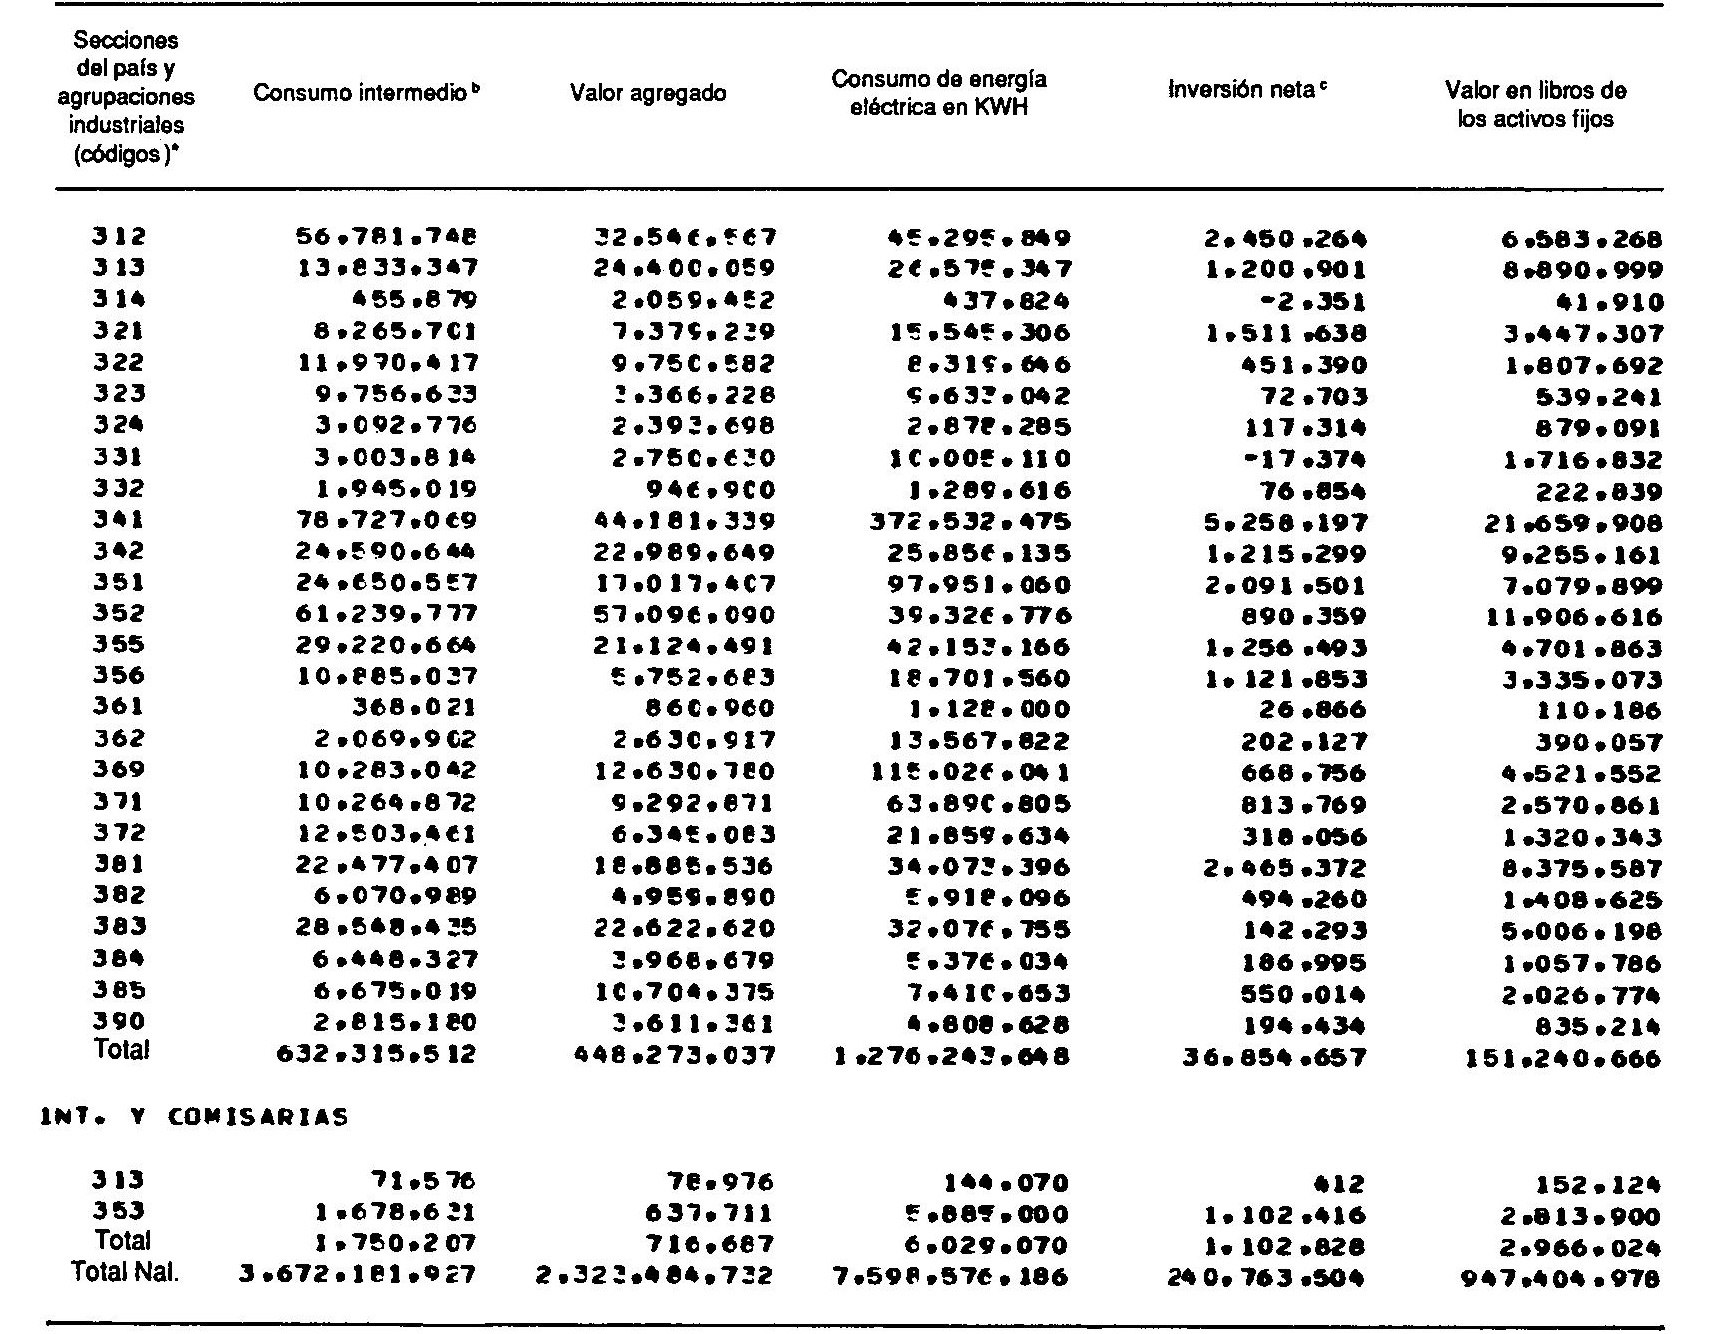 Secciones
del país y
agrupaciones
industriales
(códigos)ª
Consumo intermedio b
Valor agregado
Consumo de energía
eléctrica en KWH
Inversión neta c
Valor en libros de
los activos fijos
312 56.781.748 32.546.567 45.295.849 2.450.264 6.583.268
313 13.833.347 24.400.059 26.575.347 1.200.901 8.890.999
314 455.879 2.059.452 437.824 -2.351 41.910
321 8.265.701 7.379.239 15.545.306 1.511.638 3.447.307
322 11.970.417 9.750.582 8.319.646 451.390 1.807.692
323 9.756.633 3.366.228 9.633.042 72.703 539.241
324 3.092.776 2.393.698 2.878.285 117.314 879.091
331 3.003.814 2.750.630 10.005.110 -17.374 1.716.832
332 1.945.019 946.900 1.289.616 76.854 222.839
341 78.727.069 44.181.339 372.532.475 5.258.197 21.659.908
342 24.590.644 22.989.649 25.856.135 1.215.299 9.255.161
351 24.650.557 17.017.407 97.951.060 2.091.501 7.079.899
352 61.239.777 57.096.090 39.326.776 890.359 11.906.616
355 29.220.664 21.124.491 42.153.166 1.256.493 4.701.863
356 10.885.037 5.752.683 18.701.560 1.121.853 3.335.073
361 368.021 860.960 1.128.000 26.866 110.186
362 2.069.902 2.630.917 13.567.822 202.127 390.057
369 10.283.042 12.630.780 115.026.041 668.756 4.521.552
371 10.264.872 9.292.871 63.890.805 813.769 2.570.861
372 12.503.461 6.345.083 21.859.634 318.056 1.320.343
381 22.477.407 18.885.536 34.073.396 2.465.372 8.375.587
382 6.070.989 4.959.890 5.918.096 494.260 1.408.625
383 28.548.435 22.622.620 32.076.755 142.293 5.006.198
384 6.448.327 3.968.679 5.376.034 186.995 1.057.786
385 6.675.019 10.704.375 7.410.653 550.014 2.026.774
390 2.815.180 3.611.361 4.808.628 194.434 835.214
Total 632.315.512 448.273.037 1.276.243.648 36.854.657 151.240.666
INT. Y COMISARIAS
313 71.576 78.976 144.070 412 152.124
353 1.678.631 637.711 5.885.000 1.102.416 2.813.900
Total 1.750.207 716.687 6.029.070 1.102.828 2.966.024
Total Nal. 3.672.181.927 2.323.484.732 7.598.576.186 240.763.504 947.404.978